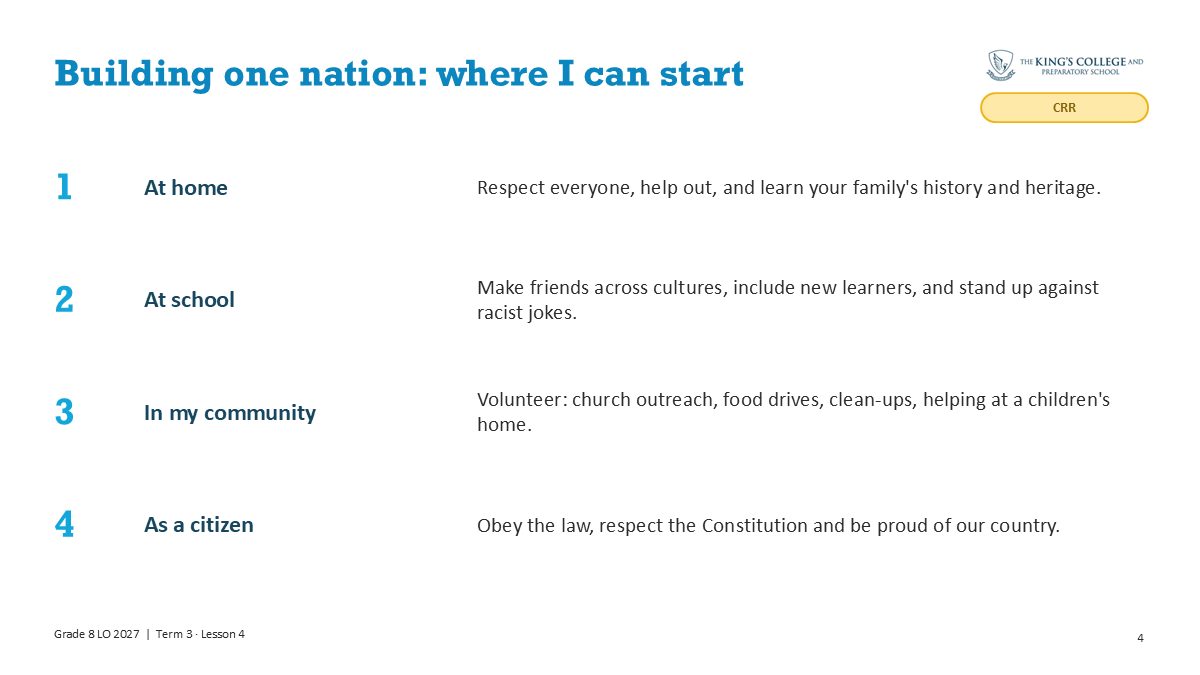 Building one nation: where I can start
THE KING'S COLLEGE AND
PREPARATORY SCHOOL
CRR
1
At home
Respect everyone, help out, and learn your family's history and heritage.
2
At school
Make friends across cultures, include new learners, and stand up against
racist jokes.
3
In my community
Volunteer: church outreach, food drives, clean-ups, helping at a children's
home.
4
As a citizen
Obey the law, respect the Constitution and be proud of our country.
Grade 8 LO 2027 | Term 3 · Lesson 4
4